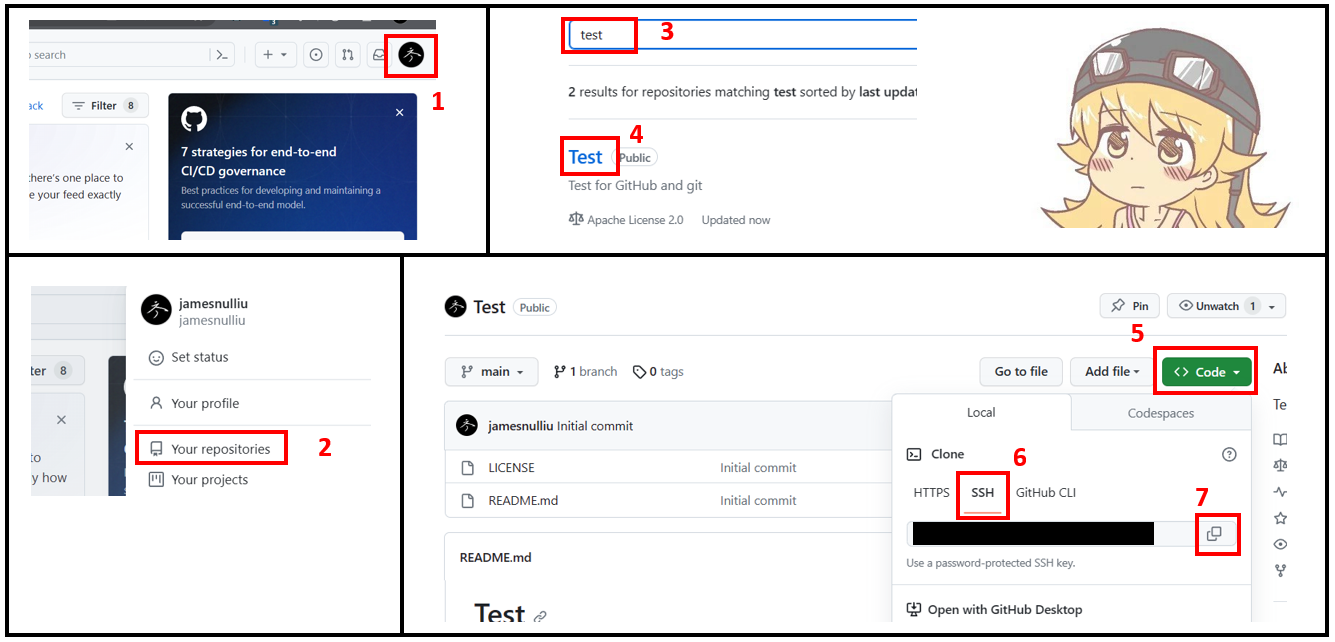 search
1
ack
Filter 8
7 strategies for end-to-end
CI/CD governance
Best practices for developing and maintaining a
successful end-to-end model.
there's one place to
e your feed exactly
test
3
2 results for repositories matching test sorted by last updat
4
Test Public
Test for GitHub and git
Apache License 2.0 Updated now
jamesnulliu
jamesnulliu
ter 8
Set status
Your profile
Your repositories
2
to
y how
Your projects
Test Public
Pin
Unwatch 1
5
main
1 branch
0 tags
Go to file
Add file
Code
Ab
Te
jamesnulliu Initial commit
LICENSE Initial commit
README.md Initial commit
README.md
Test
Local
Codespaces
Clone
6
HTTPS SSH GitHub CLI
7
Use a password-protected SSH key.
Open with GitHub Desktop